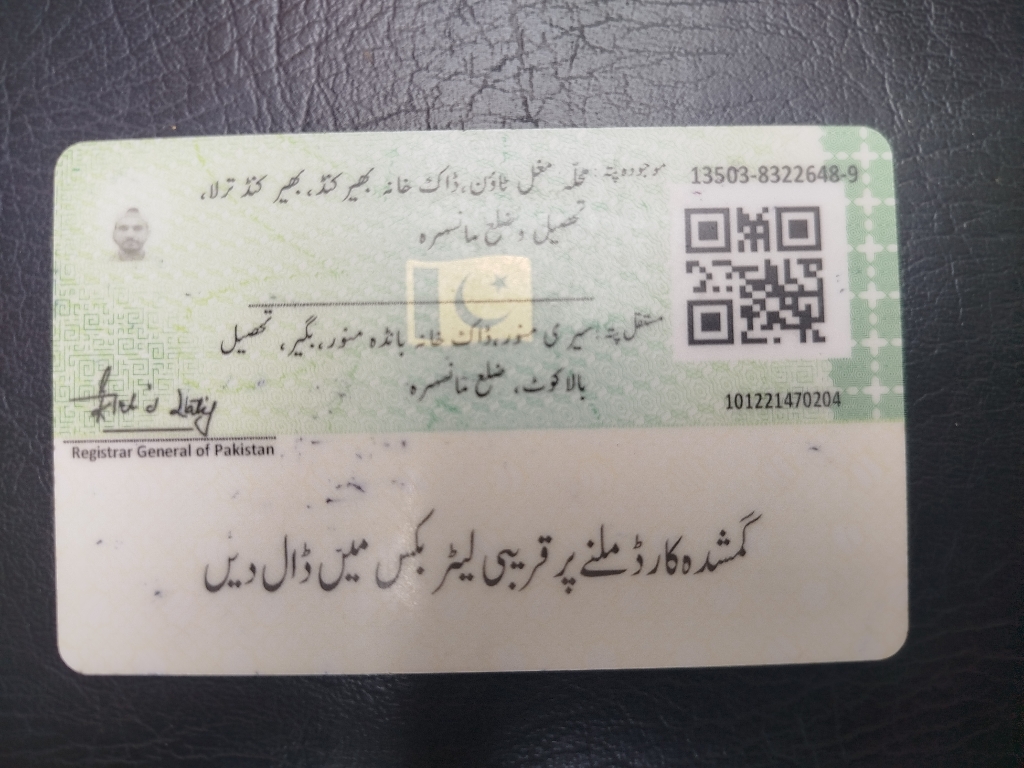 موجودہ پتہ: محلہ مغل ٹاؤن، ڈاک خانہ بھیر کنڈ، بھیر کنڈ ترلا،
تحصیل و ضلع مانسہرہ
13503-8322648-9
مستقل پتہ: سیری منور، ڈاک خانہ بانڈہ منور، بگیر، تحصیل
بالاکوٹ، ضلع مانسہرہ
101221470204
Registrar General of Pakistan
گمشدہ کارڈ ملنے پر قریبی لیٹر بکس میں ڈال دیں